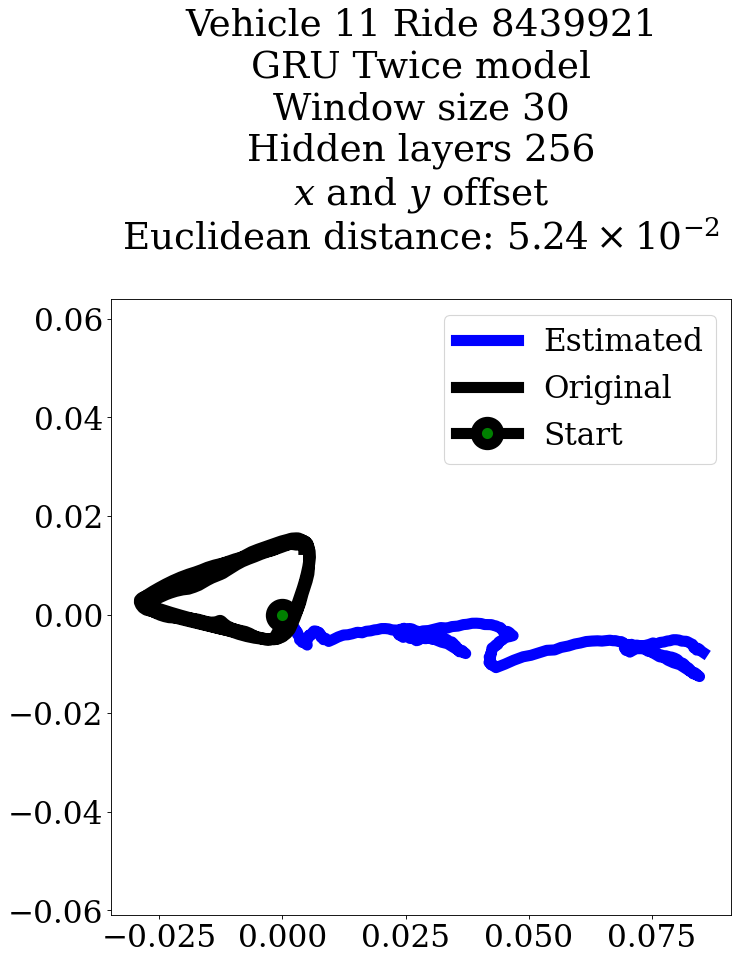 Vehicle 11 Ride 8439921
GRU Twice model
Window size 30
Hidden layers 256
x and y offset
Euclidean distance: 5.24 × 10⁻²
Estimated
Original
Start
0.06
0.04
0.02
0.00
−0.02
−0.04
−0.06
−0.025 0.000 0.025 0.050 0.075